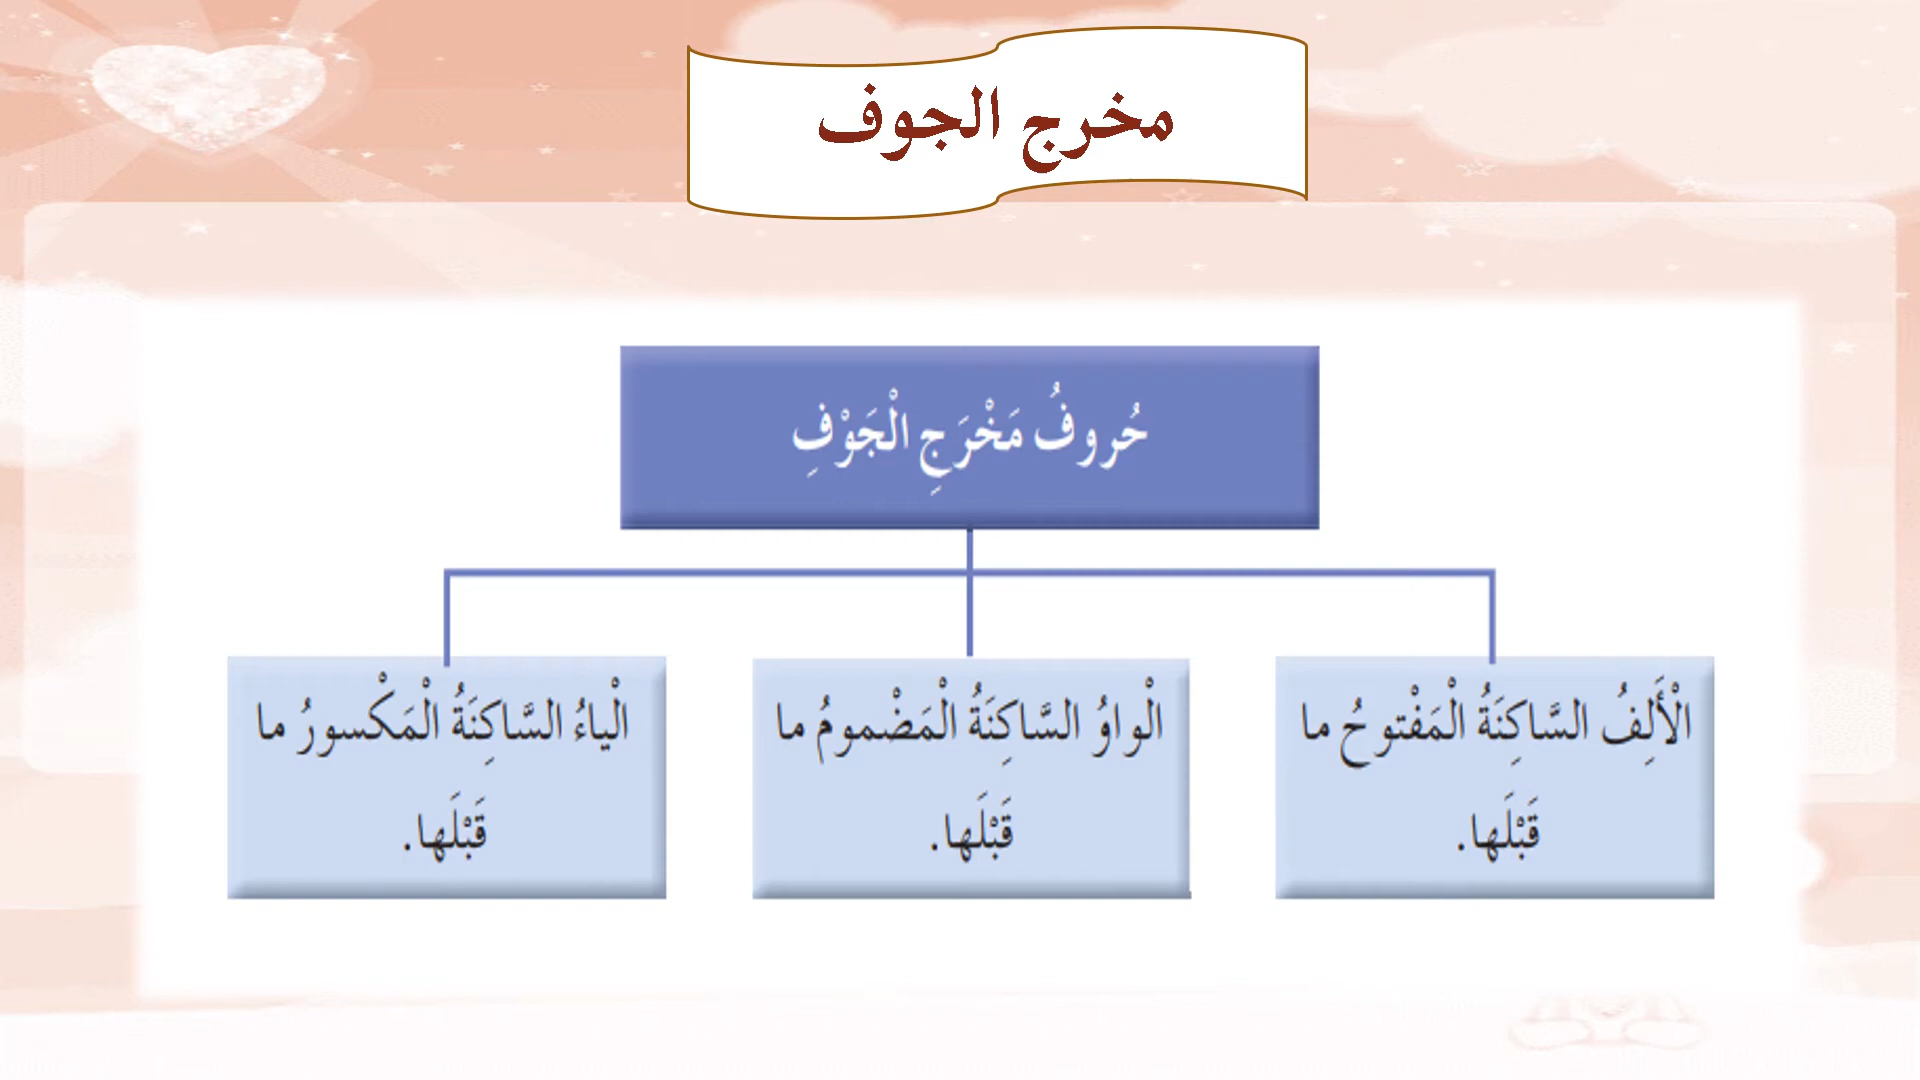 مخرج الجوف
حُروفُ مَخْرَجِ الْجَوْفِ
الْأَلِفُ السَّاكِنَةُ الْمَفْتوحُ ما
قَبْلَها.
الْواوُ السَّاكِنَةُ الْمَضْمومُ ما
قَبْلَها.
الْياءُ السَّاكِنَةُ الْمَكْسورُ ما
قَبْلَها.